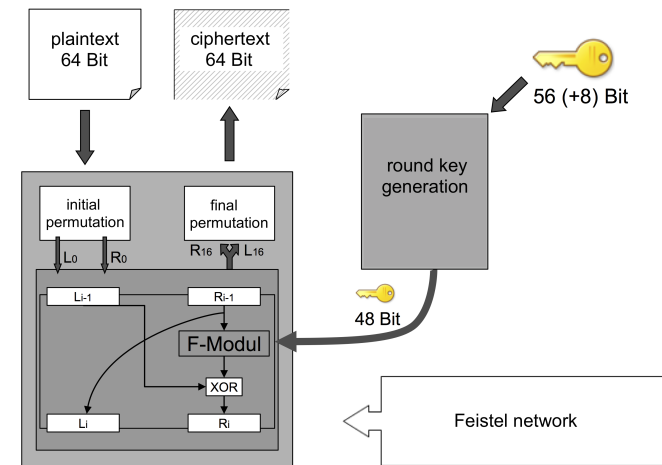 plaintext
64 Bit
ciphertext
64 Bit
56 (+8) Bit
round key
generation
initial
permutation
final
permutation
L0
R0
R16
L16
48 Bit
Li-1
Ri-1
F-Modul
XOR
Li
Ri
Feistel network